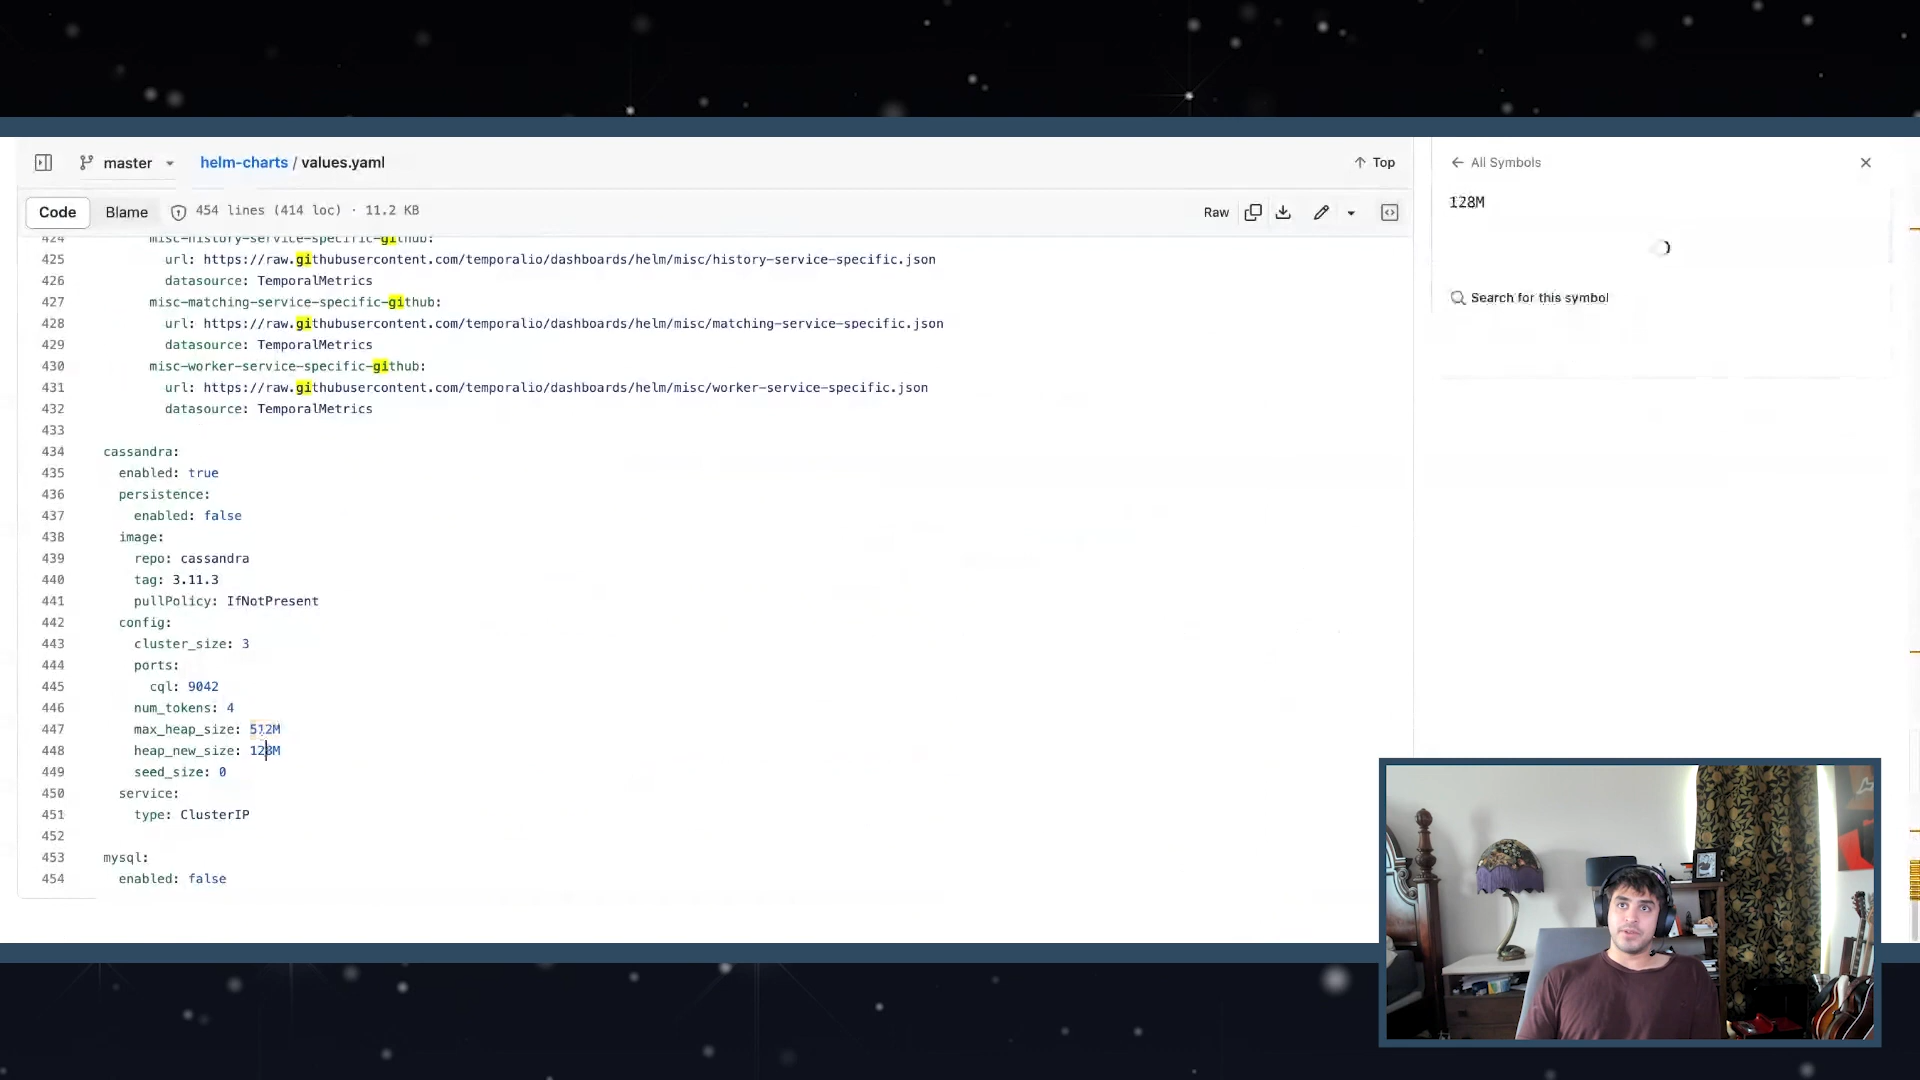 master
helm-charts / values.yaml
Top
Code
Blame
454 lines (414 loc) · 11.2 KB
Raw
424 misc-history-service-specific-github:
425 url: https://raw.githubusercontent.com/temporalio/dashboards/helm/misc/history-service-specific.json
426 datasource: TemporalMetrics
427 misc-matching-service-specific-github:
428 url: https://raw.githubusercontent.com/temporalio/dashboards/helm/misc/matching-service-specific.json
429 datasource: TemporalMetrics
430 misc-worker-service-specific-github:
431 url: https://raw.githubusercontent.com/temporalio/dashboards/helm/misc/worker-service-specific.json
432 datasource: TemporalMetrics
433
434 cassandra:
435 enabled: true
436 persistence:
437 enabled: false
438 image:
439 repo: cassandra
440 tag: 3.11.3
441 pullPolicy: IfNotPresent
442 config:
443 cluster_size: 3
444 ports:
445 cql: 9042
446 num_tokens: 4
447 max_heap_size: 512M
448 heap_new_size: 128M
449 seed_size: 0
450 service:
451 type: ClusterIP
452
453 mysql:
454 enabled: false
All Symbols
128M
Search for this symbol